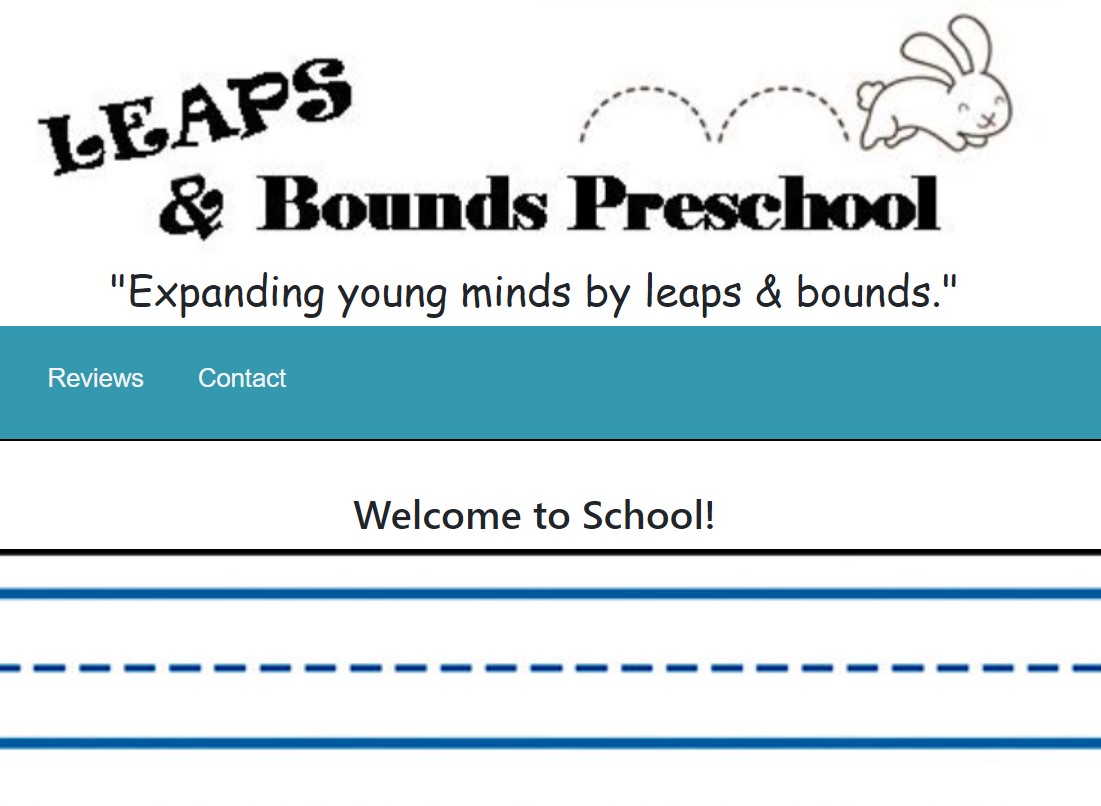 LEAPS
& Bounds Preschool
"Expanding young minds by leaps & bounds."
Reviews Contact
Welcome to School!